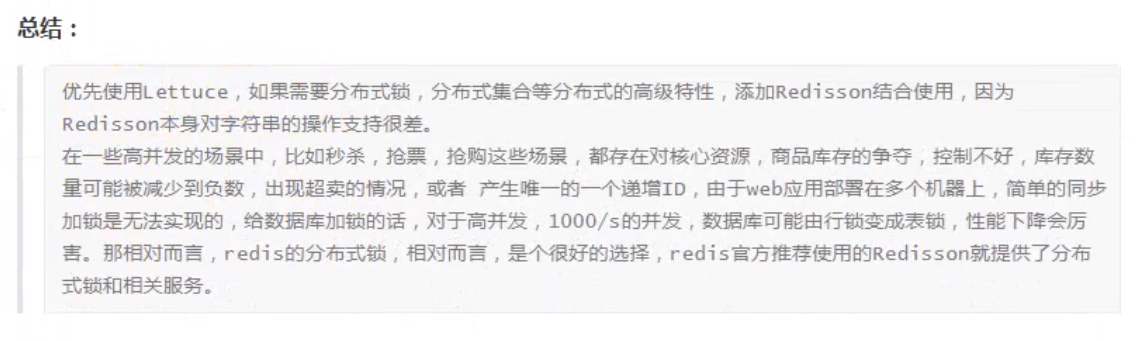 总结：
优先使用Lettuce，如果需要分布式锁，分布式集合等分布式的高级特性，添加Redisson结合使用，因为
Redisson本身对字符串的操作支持很差。
在一些高并发的场景中，比如秒杀，抢票，抢购这些场景，都存在对核心资源，商品库存的争夺，控制不好，库存数
量可能被减少到负数，出现超卖的情况，或者 产生唯一的一个递增ID，由于web应用部署在多个机器上，简单的同步
加锁是无法实现的，给数据库加锁的话，对于高并发，1000/s的并发，数据库可能由行锁变成表锁，性能下降会厉
害。那相对而言，redis的分布式锁，相对而言，是个很好的选择，redis官方推荐使用的Redisson就提供了分布
式锁和相关服务。